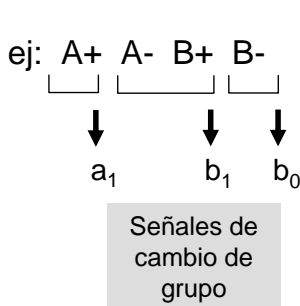 ej: A+ A- B+ B-
a₁ b₁ b₀
Señales de
cambio de
grupo